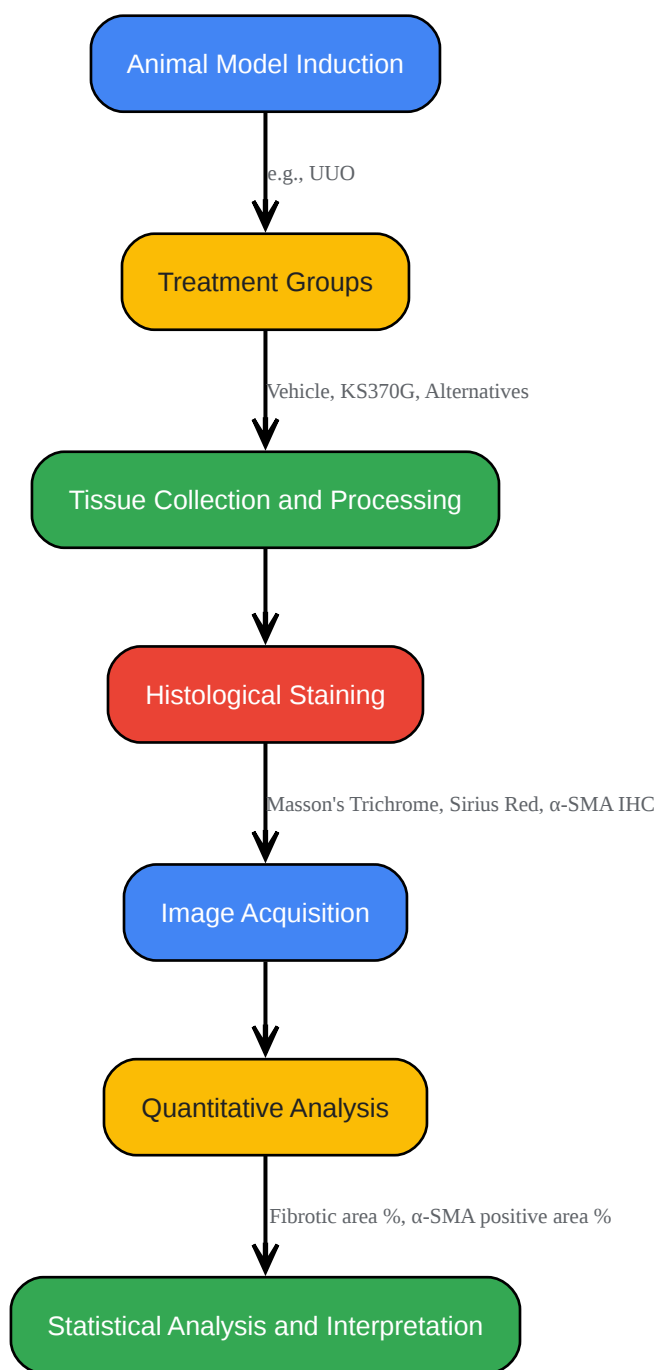 Animal Model Induction
e.g., UUO
Treatment Groups
Vehicle, KS370G, Alternatives
Tissue Collection and Processing
Histological Staining
Masson's Trichrome, Sirius Red, α-SMA IHC
Image Acquisition
Quantitative Analysis
Fibrotic area %, α-SMA positive area %
Statistical Analysis and Interpretation